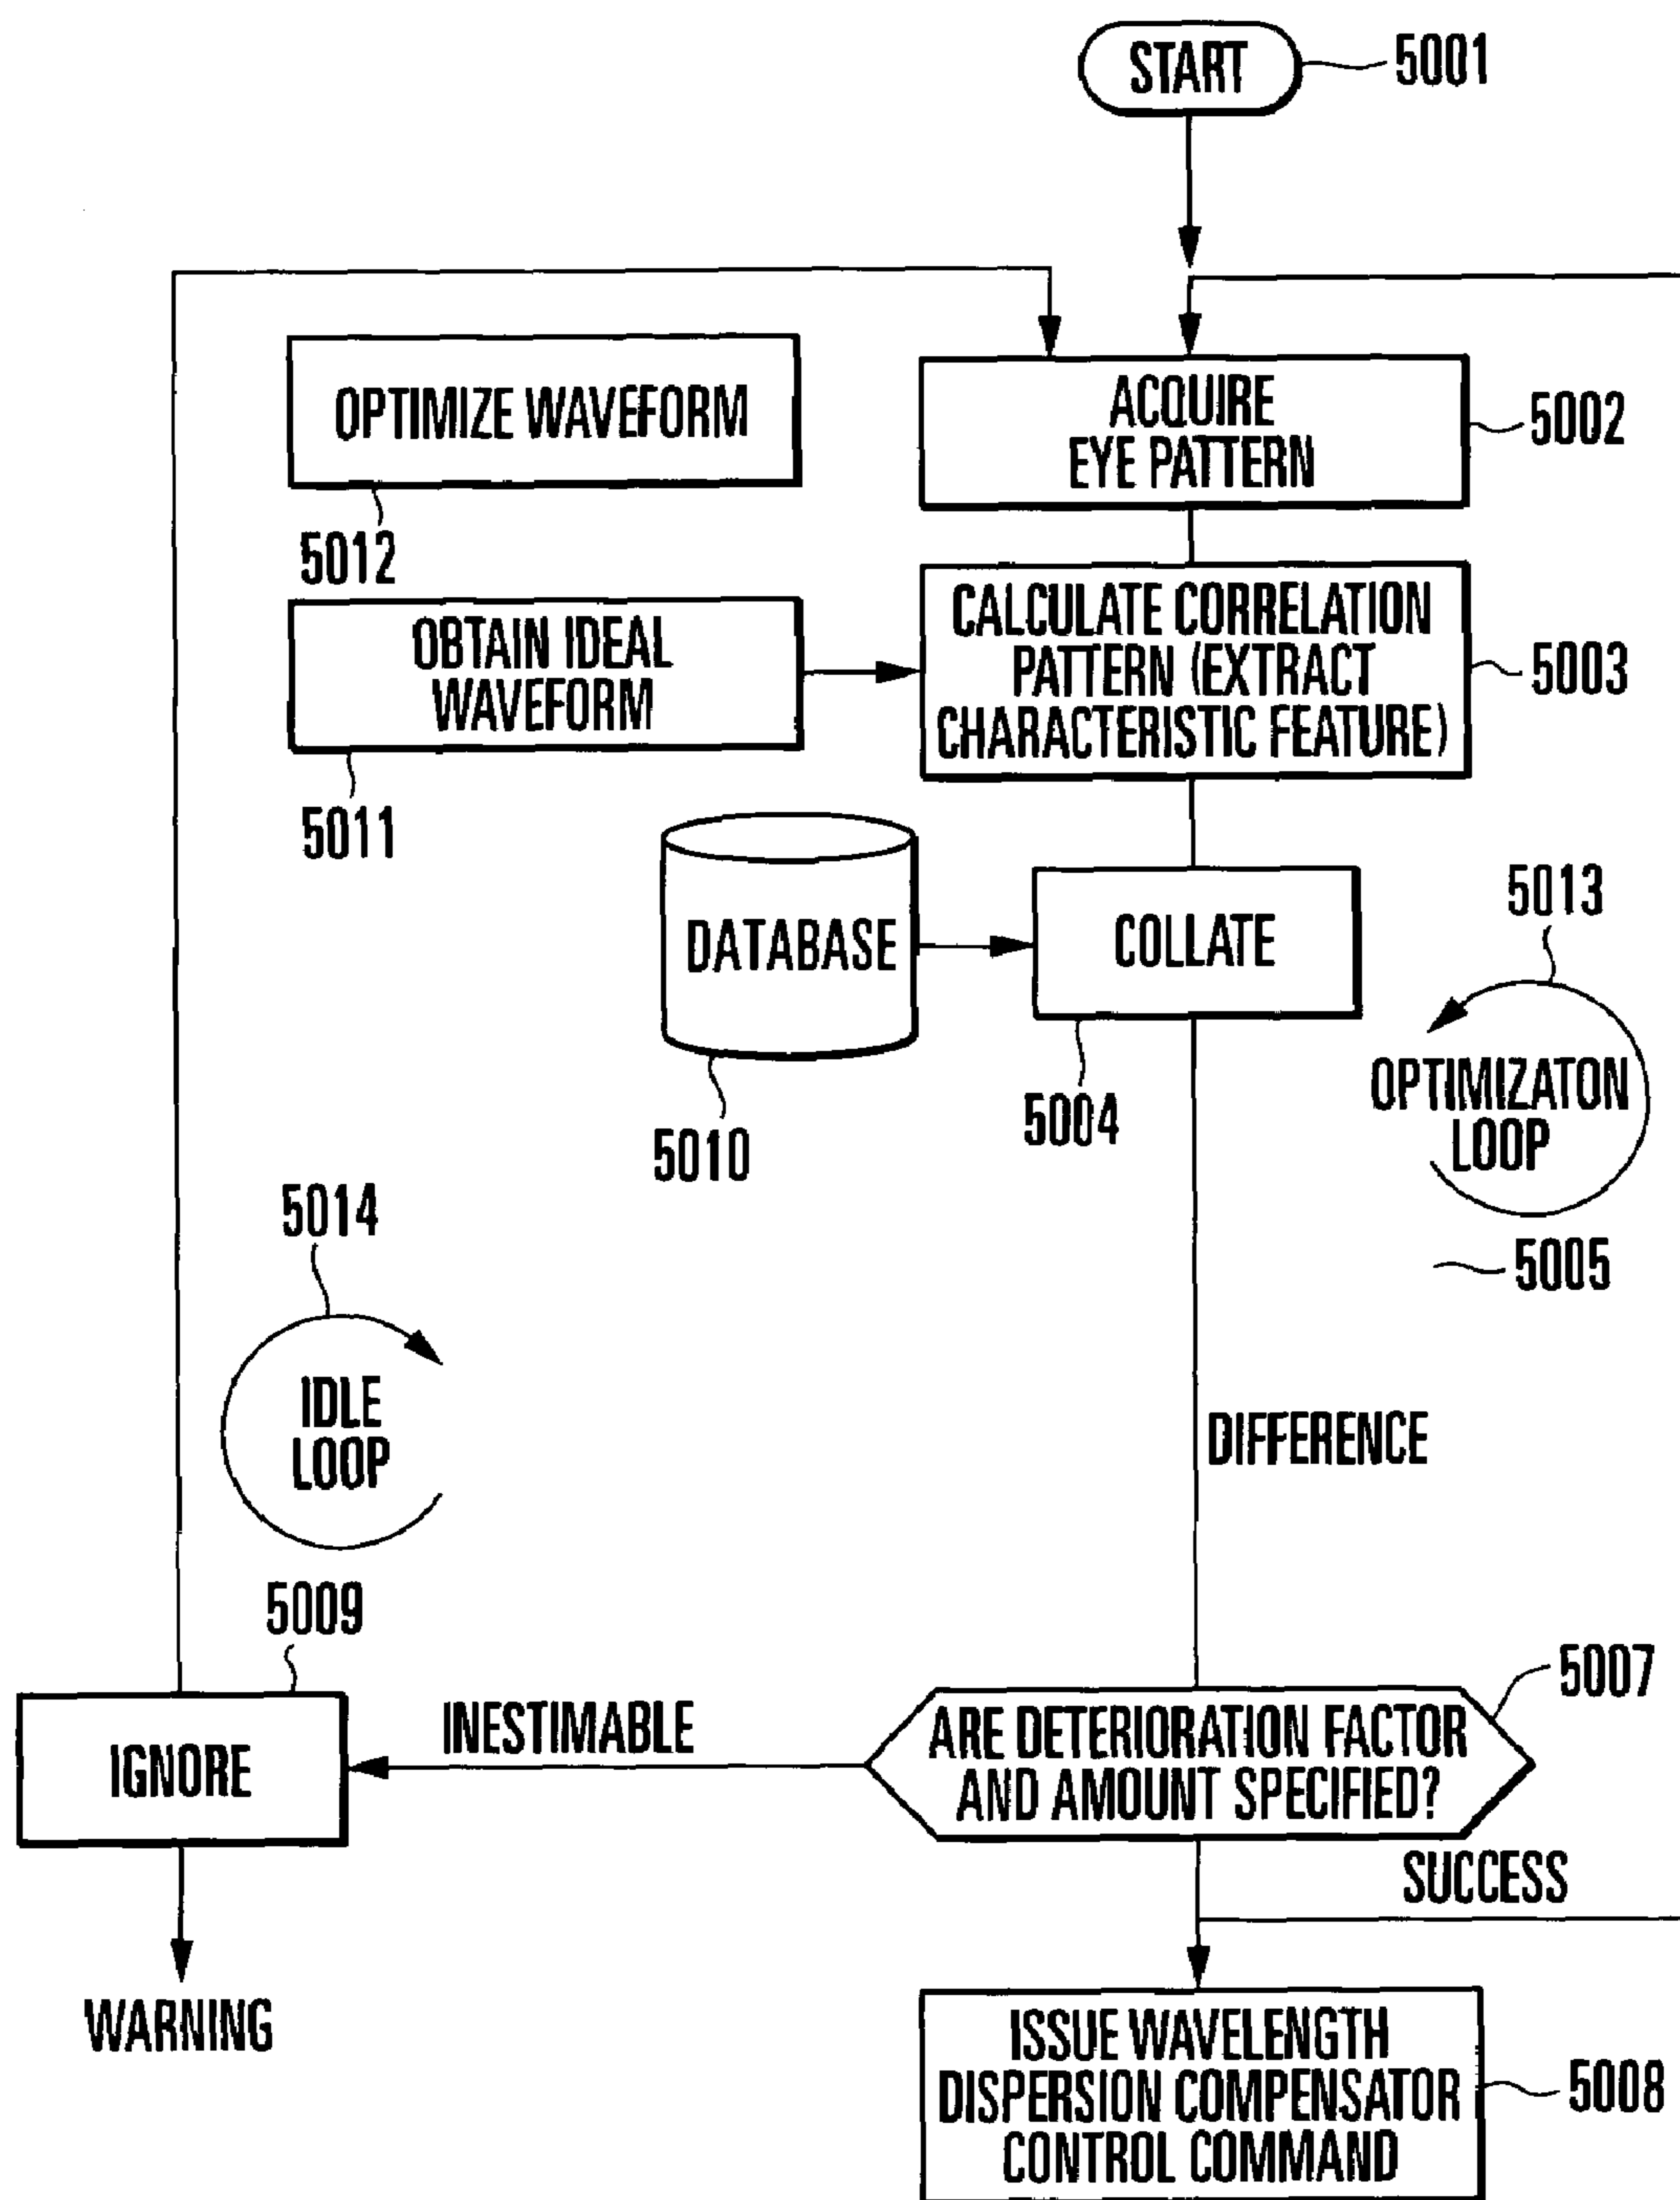 START
5001
OPTIMIZE WAVEFORM
5012
ACQUIRE
EYE PATTERN
5002
OBTAIN IDEAL
WAVEFORM
5011
CALCULATE CORRELATION
PATTERN (EXTRACT
CHARACTERISTIC FEATURE)
5003
DATABASE
5010
COLLATE
5004
5013
OPTIMIZATON
LOOP
5005
5014
IDLE
LOOP
DIFFERENCE
5009
IGNORE
INESTIMABLE
ARE DETERIORATION FACTOR
AND AMOUNT SPECIFIED?
5007
SUCCESS
WARNING
ISSUE WAVELENGTH
DISPERSION COMPENSATOR
CONTROL COMMAND
5008